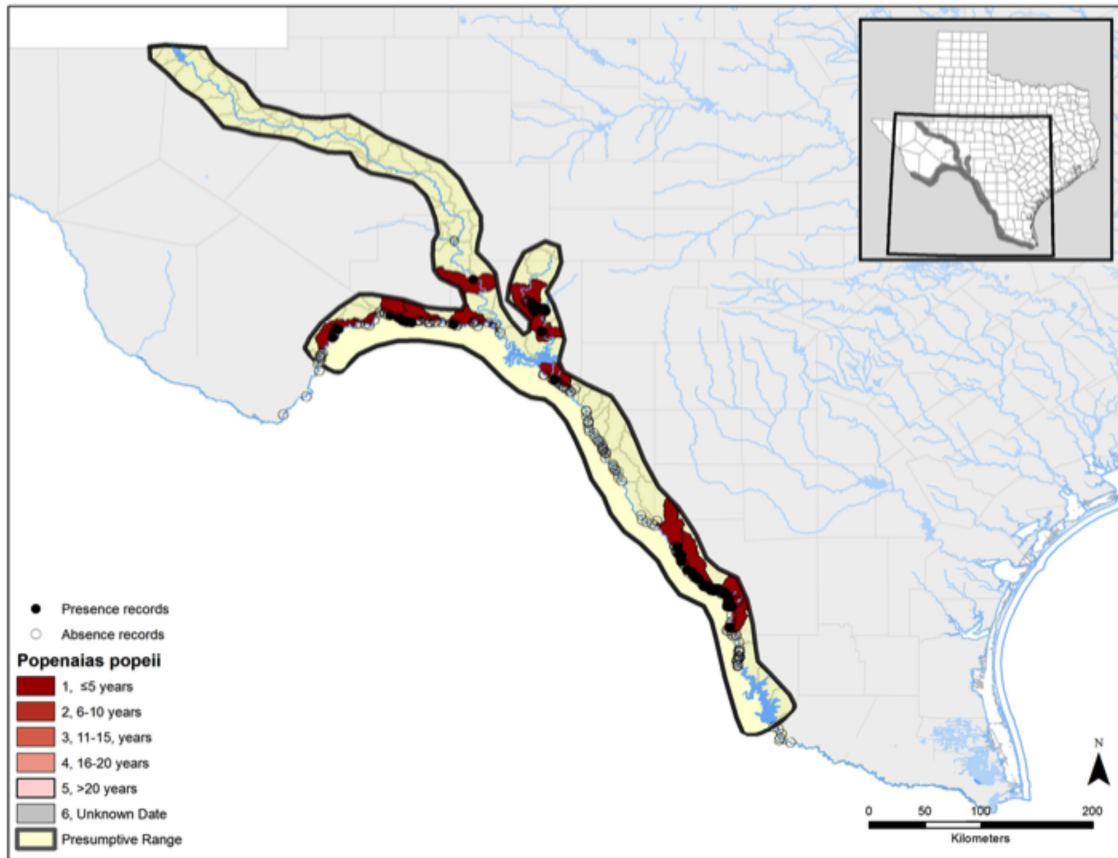 Presence records
Absence records
Popenaias popeii
1, ≤5 years
2, 6-10 years
3, 11-15, years
4, 16-20 years
5, >20 years
6, Unknown Date
Presumptive Range
N
0 50 100 200
Kilometers